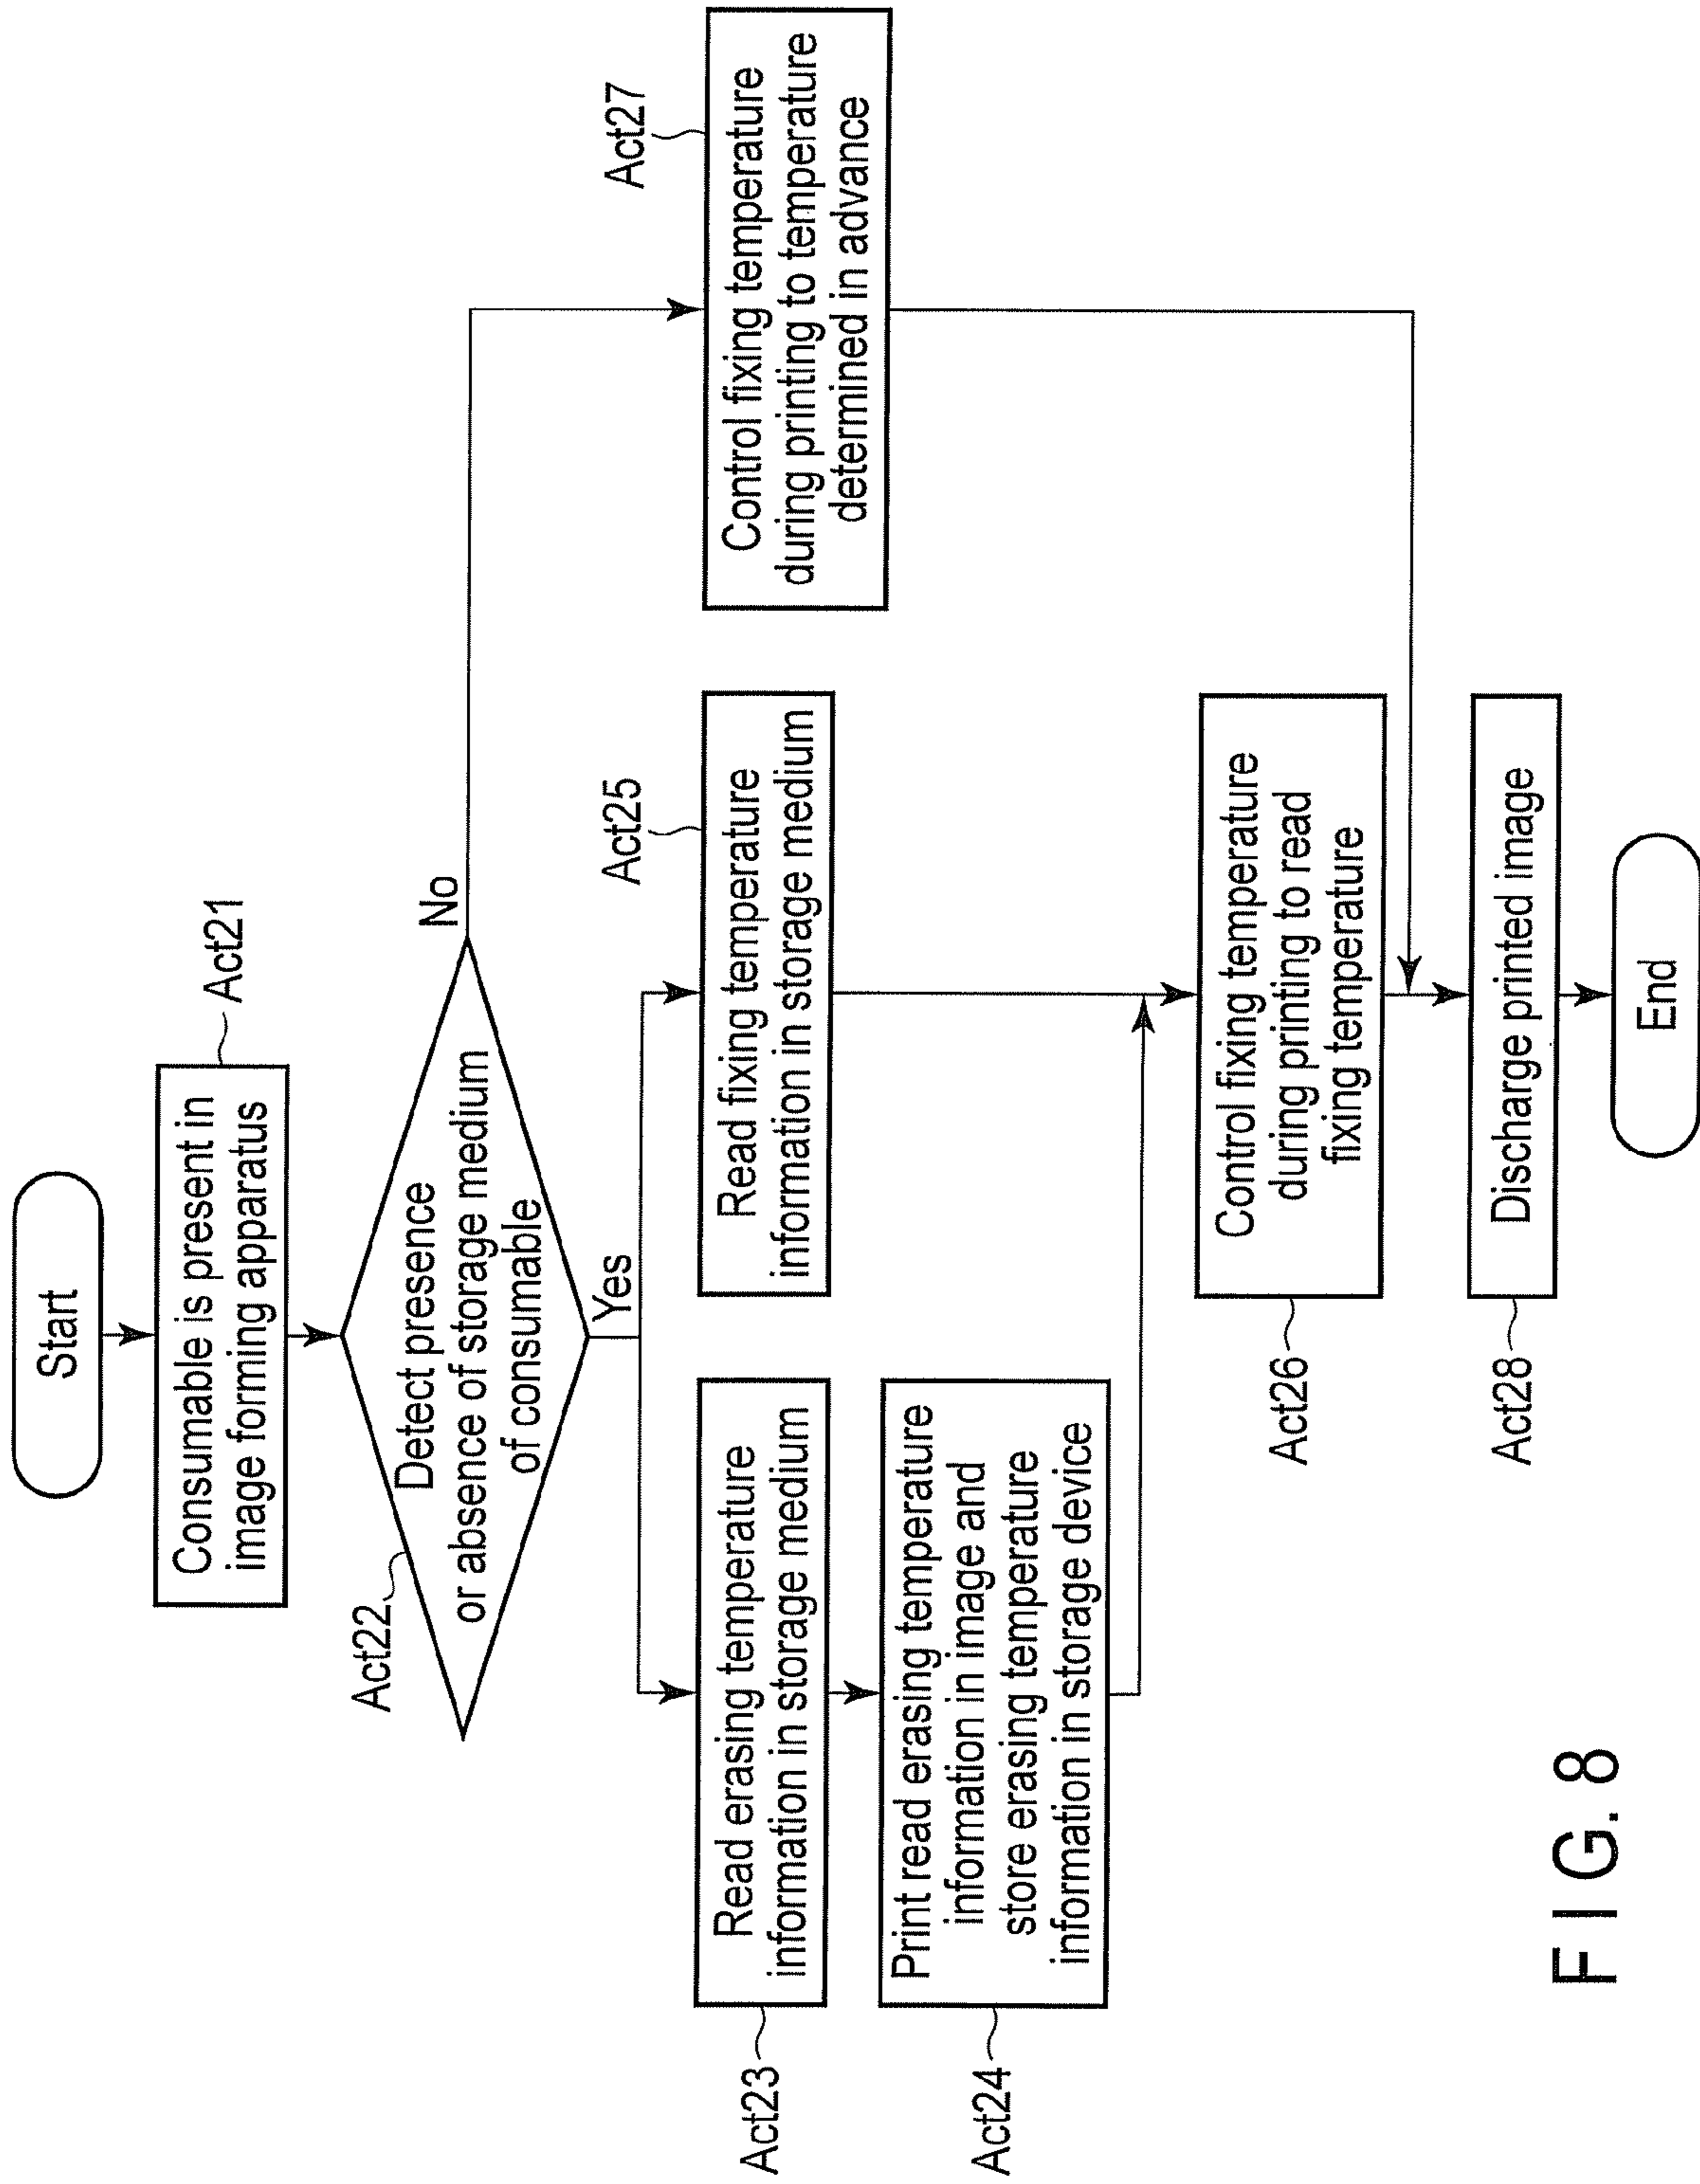 Start
Consumable is present in
image forming apparatus
Act21
Act22
Detect presence
or absence of storage medium
of consumable
No
Yes
Act23
Read erasing temperature
information in storage medium
Act25
Read fixing temperature
information in storage medium
Act27
Control fixing temperature
during printing to temperature
determined in advance
Act24
Print read erasing temperature
information in image and
store erasing temperature
information in storage device
Act26
Control fixing temperature
during printing to read
fixing temperature
Act28
Discharge printed image
End
FIG. 8